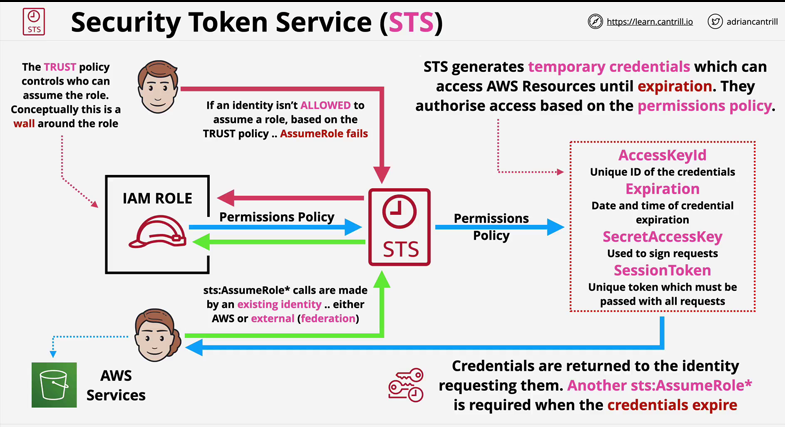 STS
Security Token Service (STS)
https://learn.cantrill.io
adriancantrill
The TRUST policy
controls who can
assume the role.
Conceptually this is a
wall around the role
If an identity isn't ALLOWED to
assume a role, based on the
TRUST policy .. AssumeRole fails
STS generates temporary credentials which can
access AWS Resources until expiration. They
authorise access based on the permissions policy.
IAM ROLE
Permissions Policy
STS
Permissions
Policy
AccessKeyId
Unique ID of the credentials
Expiration
Date and time of credential
expiration
SecretAccessKey
Used to sign requests
SessionToken
Unique token which must be
passed with all requests
sts:AssumeRole* calls are made
by an existing identity .. either
AWS or external (federation)
AWS
Services
Credentials are returned to the identity
requesting them. Another sts:AssumeRole*
is required when the credentials expire